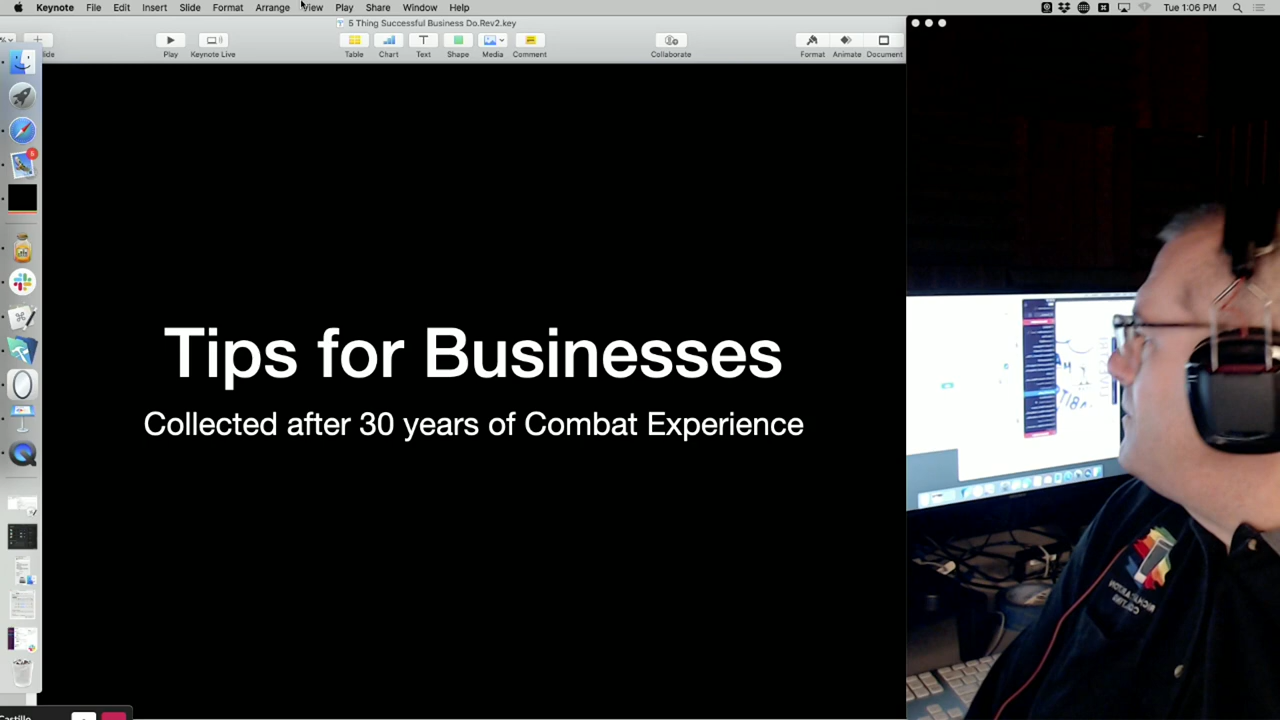 Keynote File Edit Insert Slide Format Arrange View Play Share Window Help Tue 1:06 PM
5 Thing Successful Business Do.Rev2.key
Play Keynote Live Table Chart Text Shape Media Comment Collaborate Format Animate Document
Tips for Businesses
Collected after 30 years of Combat Experience
Castillo